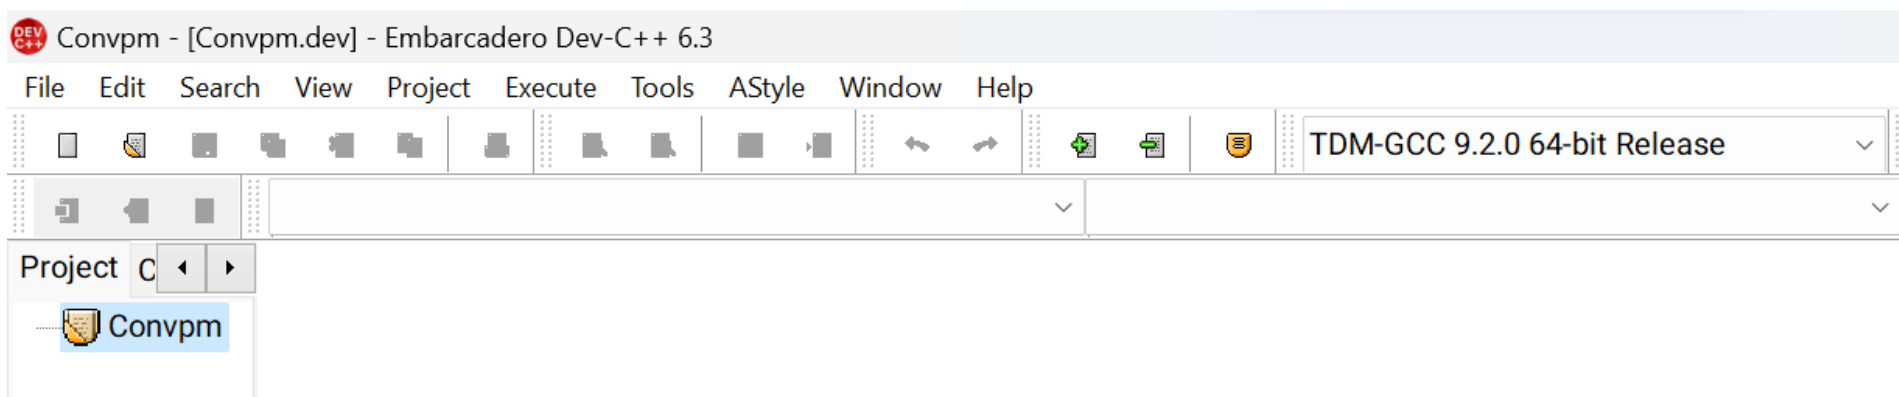 DEV C++ Convpm - [Convpm.dev] - Embarcadero Dev-C++ 6.3
File Edit Search View Project Execute Tools AStyle Window Help
TDM-GCC 9.2.0 64-bit Release
Project C
Convpm